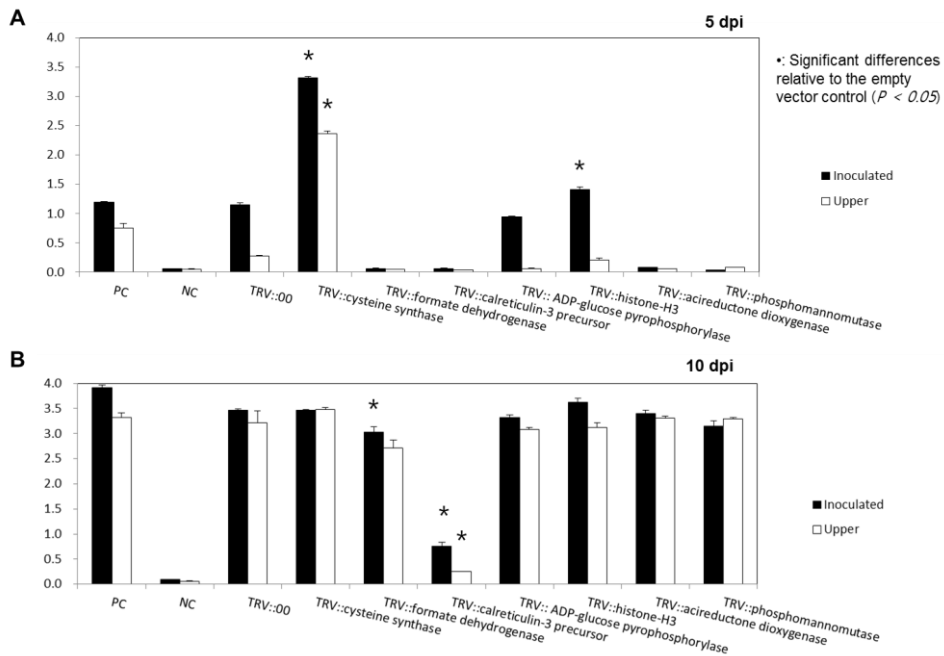 A
5 dpi
4.0
3.5
3.0
2.5
2.0
1.5
1.0
0.5
0.0
*
*
*
•: Significant differences
relative to the empty
vector control (P < 0.05)
Inoculated
Upper
PC
NC
TRV::00
TRV::cysteine synthase
TRV::formate dehydrogenase
TRV::calreticulin-3 precursor
TRV:: ADP-glucose pyrophosphorylase
TRV::histone-H3
TRV::acireductone dioxygenase
TRV::phosphomannomutase
B
10 dpi
4.0
3.5
3.0
2.5
2.0
1.5
1.0
0.5
0.0
*
*
*
Inoculated
Upper
PC
NC
TRV::00
TRV::cysteine synthase
TRV::formate dehydrogenase
TRV::calreticulin-3 precursor
TRV:: ADP-glucose pyrophosphorylase
TRV::histone-H3
TRV::acireductone dioxygenase
TRV::phosphomannomutase